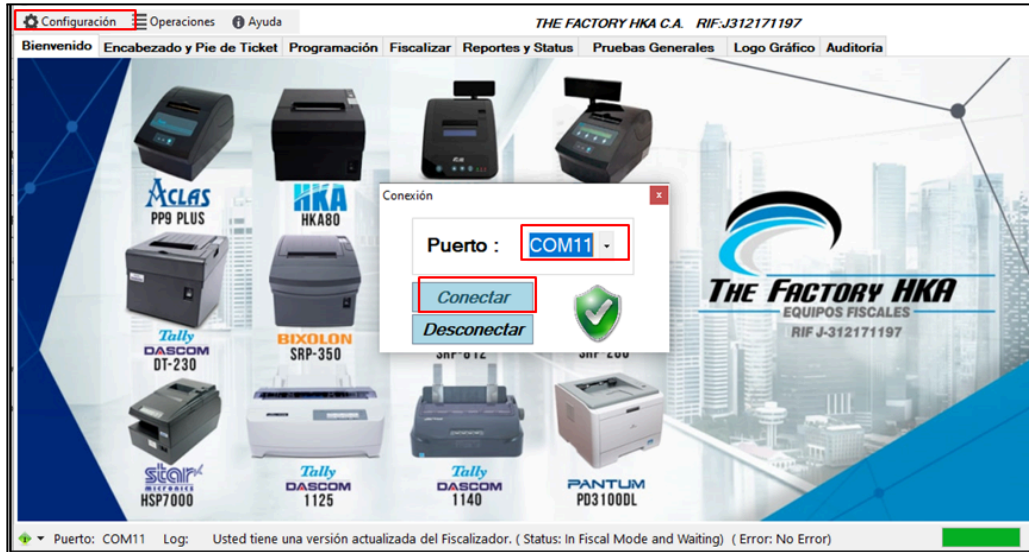 Configuración Operaciones Ayuda THE FACTORY HKA C.A. RIF:J312171197
Bienvenido Encabezado y Pie de Ticket Programación Fiscalizar Reportes y Status Pruebas Generales Logo Gráfico Auditoría
ACLAS
PP9 PLUS
HKA
HKA80
Conexión
Puerto : COM11
Conectar
Desconectar
THE FACTORY HKA
EQUIPOS FISCALES
RIF J-312171197
Tally
DASCOM
DT-230
BIXOLON
SRP-350
SRP-812
star
micronics
HSP7000
Tally
DASCOM
1125
Tally
DASCOM
1140
PANTUM
PD3100DL
Puerto: COM11 Log: Usted tiene una versión actualizada del Fiscalizador. ( Status: In Fiscal Mode and Waiting) ( Error: No Error)